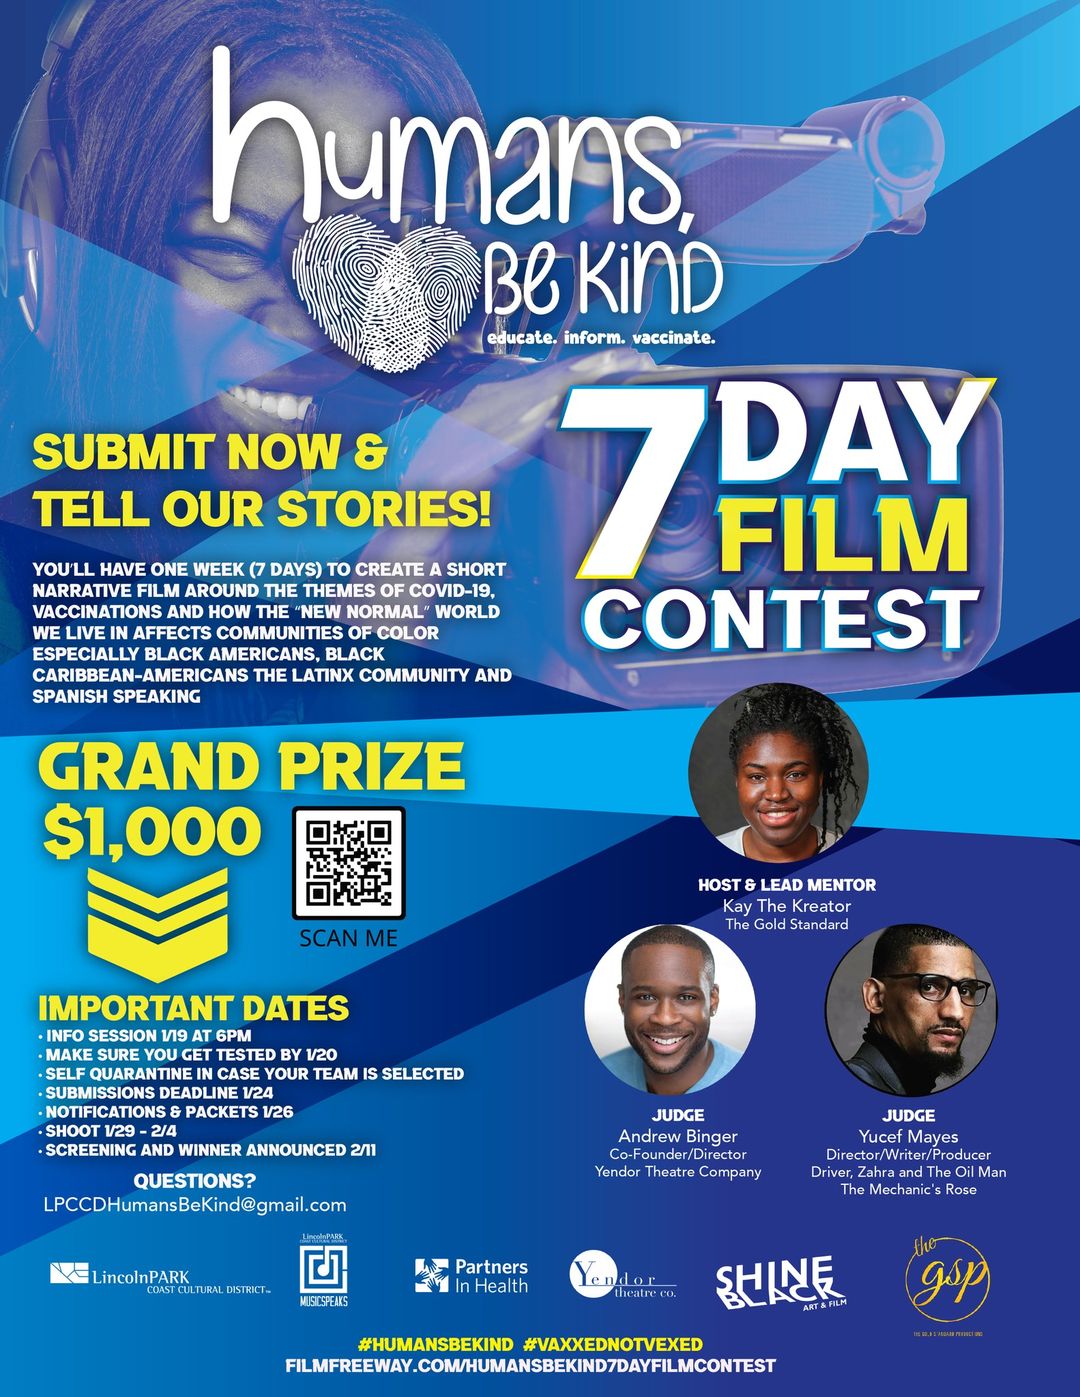 humans,
BE KIND
educate. inform. vaccinate.
7 DAY
FILM
CONTEST
SUBMIT NOW &
TELL OUR STORIES!
YOU'LL HAVE ONE WEEK (7 DAYS) TO CREATE A SHORT
NARRATIVE FILM AROUND THE THEMES OF COVID-19,
VACCINATIONS AND HOW THE "NEW NORMAL" WORLD
WE LIVE IN AFFECTS COMMUNITIES OF COLOR
ESPECIALLY BLACK AMERICANS, BLACK
CARIBBEAN-AMERICANS THE LATINX COMMUNITY AND
SPANISH SPEAKING
GRAND PRIZE
$1,000
SCAN ME
HOST & LEAD MENTOR
Kay The Kreator
The Gold Standard
JUDGE
Andrew Binger
Co-Founder/Director
Yendor Theatre Company
JUDGE
Yucef Mayes
Director/Writer/Producer
Driver, Zahra and The Oil Man
The Mechanic's Rose
IMPORTANT DATES
· INFO SESSION 1/19 AT 6PM
· MAKE SURE YOU GET TESTED BY 1/20
· SELF QUARANTINE IN CASE YOUR TEAM IS SELECTED
· SUBMISSIONS DEADLINE 1/24
· NOTIFICATIONS & PACKETS 1/26
· SHOOT 1/29 - 2/4
· SCREENING AND WINNER ANNOUNCED 2/11
QUESTIONS?
LPCCDHumansBeKind@gmail.com
LincolnPARK
COAST CULTURAL DISTRICT™
LincolnPARK
COAST CULTURAL DISTRICT
MUSICSPEAKS
Partners
In Health
Yendor
theatre co.
SHINE
BLACK
ART & FILM
the
gsp
THE GOLD STANDARD PRODUCTIONS
#HUMANSBEKIND #VAXXEDNOTVEXED
FILMFREEWAY.COM/HUMANSBEKIND7DAYFILMCONTEST